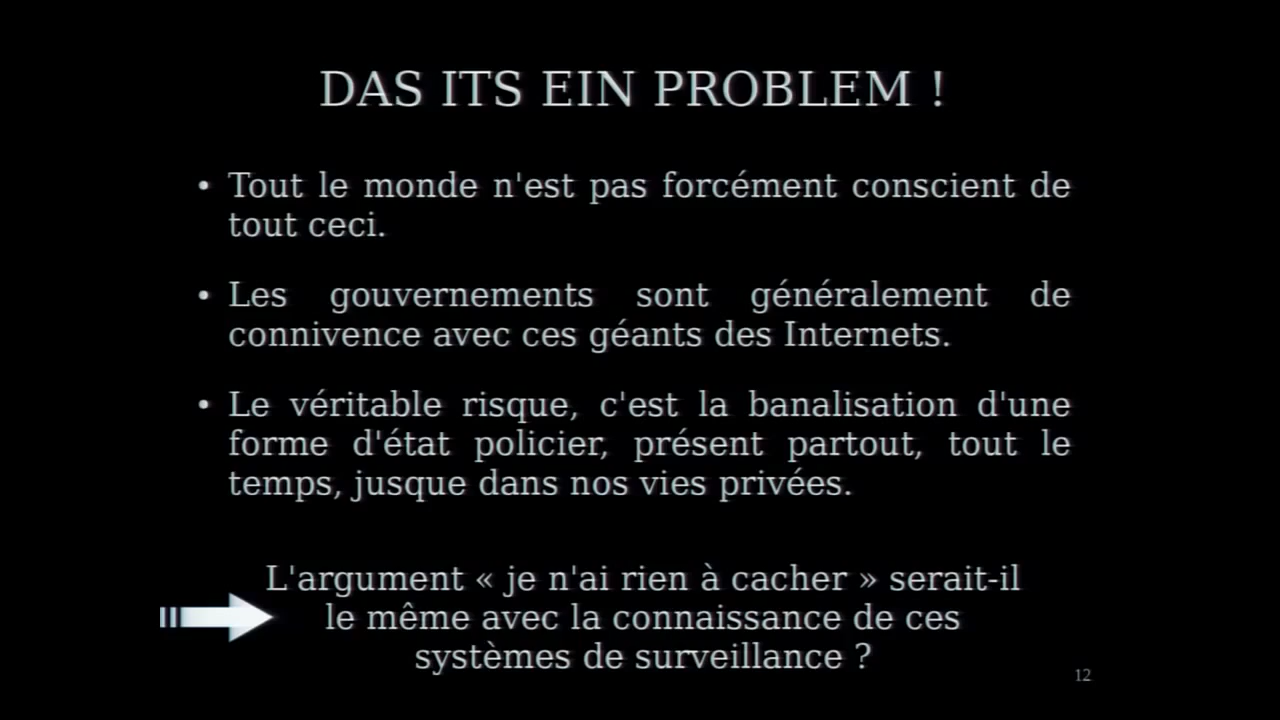 DAS ITS EIN PROBLEM !
• Tout le monde n'est pas forcément conscient de
tout ceci.
• Les gouvernements sont généralement de
connivence avec ces géants des Internets.
• Le véritable risque, c'est la banalisation d'une
forme d'état policier, présent partout, tout le
temps, jusque dans nos vies privées.
L'argument « je n'ai rien à cacher » serait-il
le même avec la connaissance de ces
systèmes de surveillance ?
12